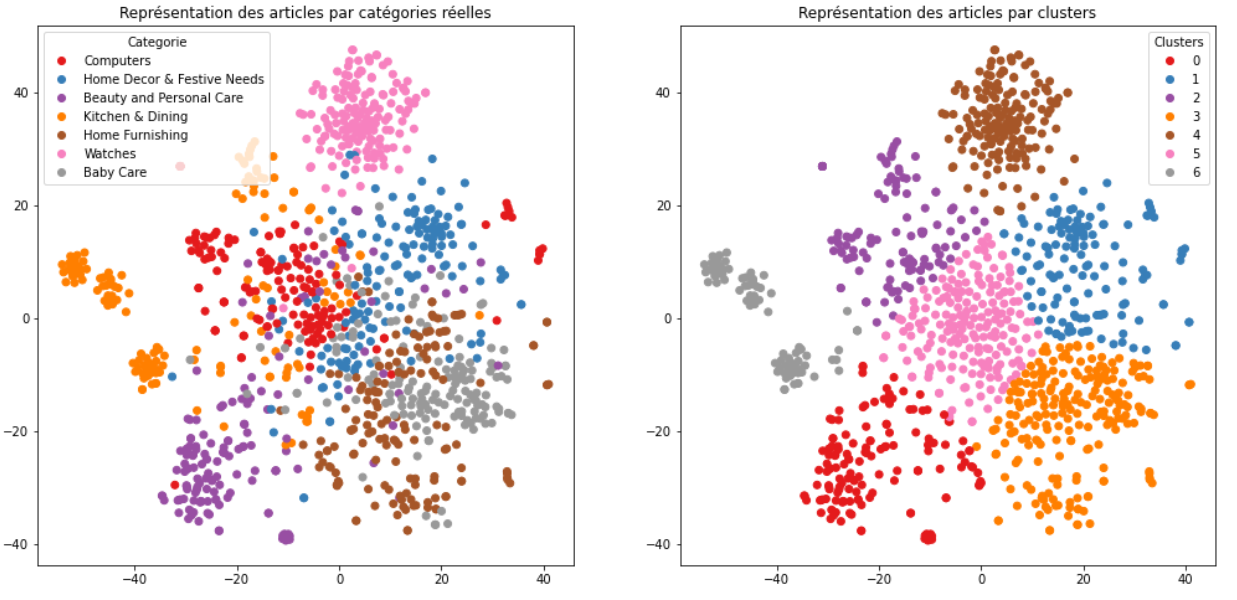 Représentation des articles par catégories réelles
Categorie
Computers
Home Decor & Festive Needs
Beauty and Personal Care
Kitchen & Dining
Home Furnishing
Watches
Baby Care
40
20
0
−20
−40
−40
−20
0
20
40
Représentation des articles par clusters
Clusters
0
1
2
3
4
5
6
40
20
0
−20
−40
−40
−20
0
20
40